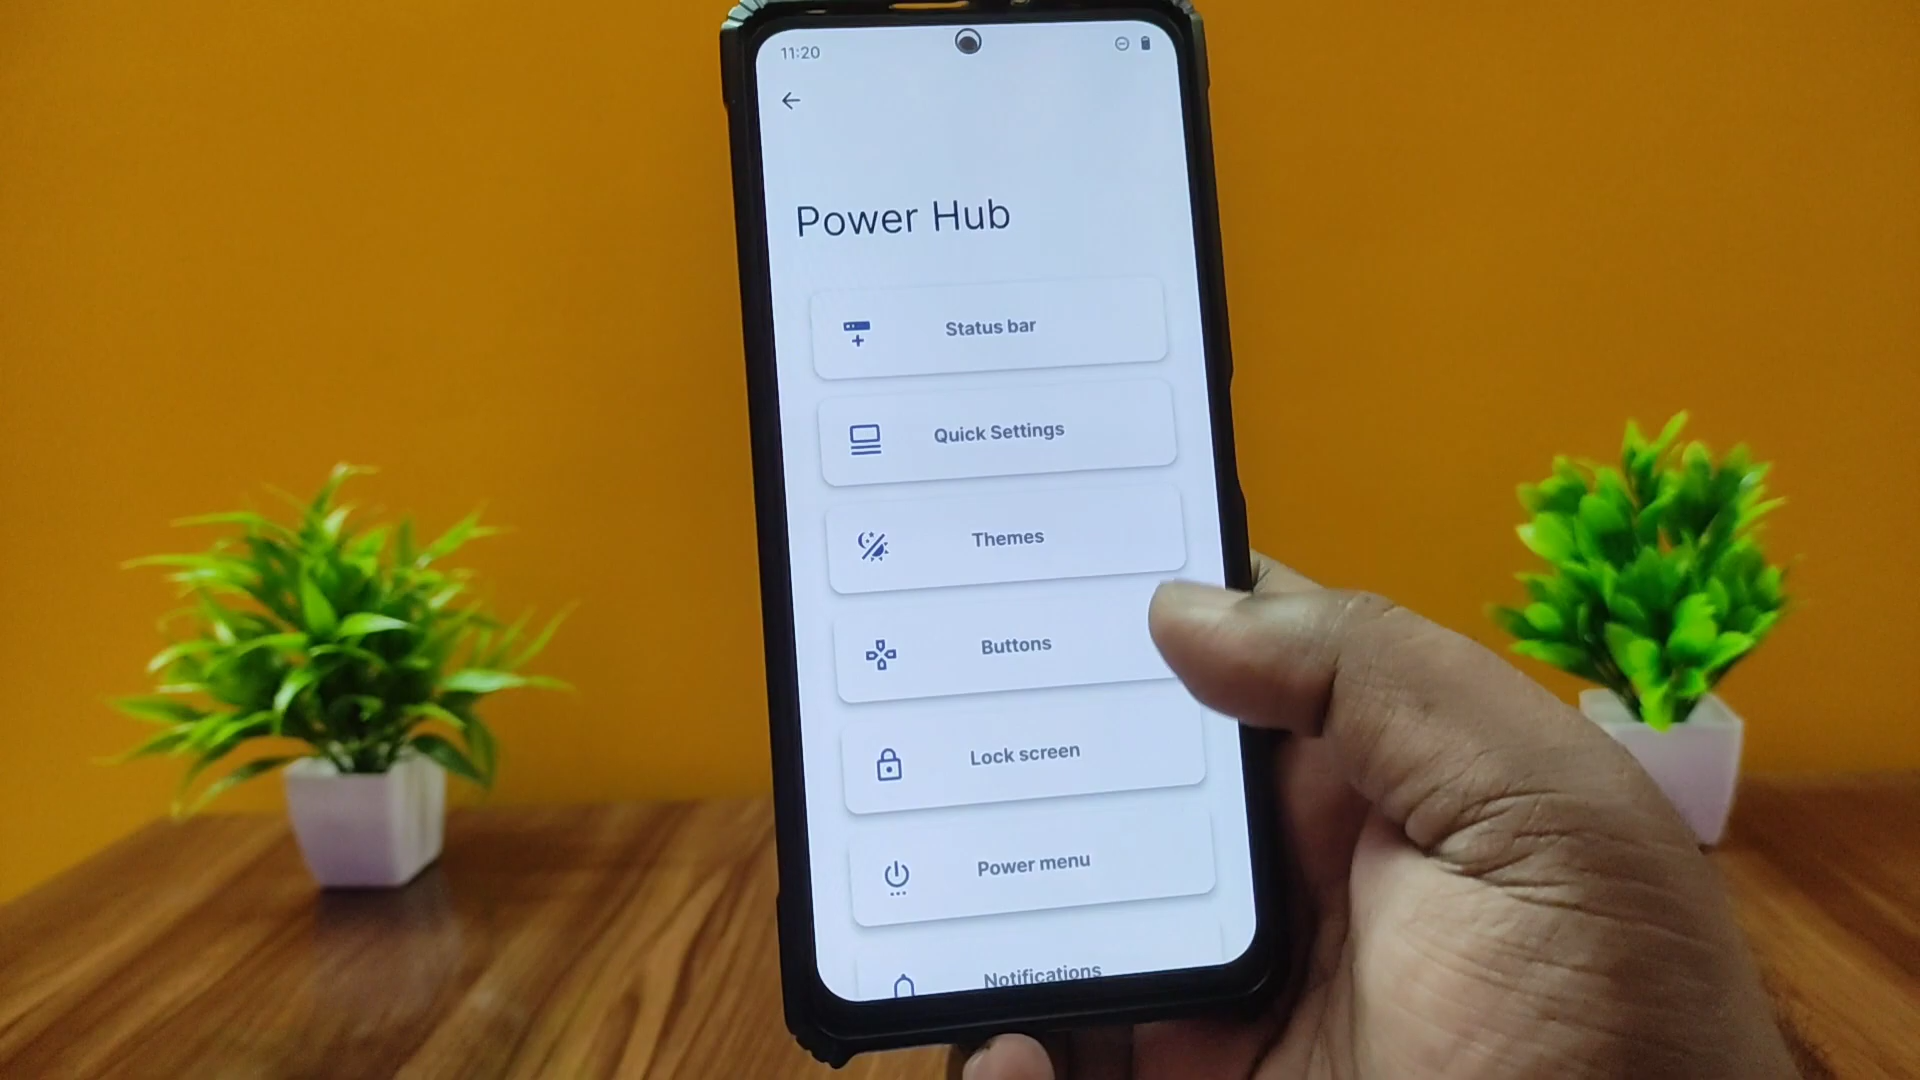 11:20
Power Hub
Status bar
Quick Settings
Themes
Buttons
Lock screen
Power menu
Notifications